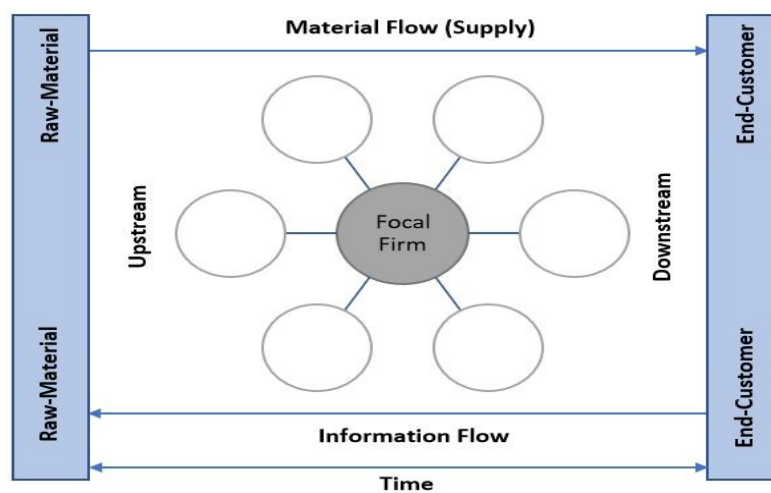 Material Flow (Supply)
Raw-Material
End-Customer
Upstream
Focal
Firm
Downstream
Raw-Material
End-Customer
Information Flow
Time